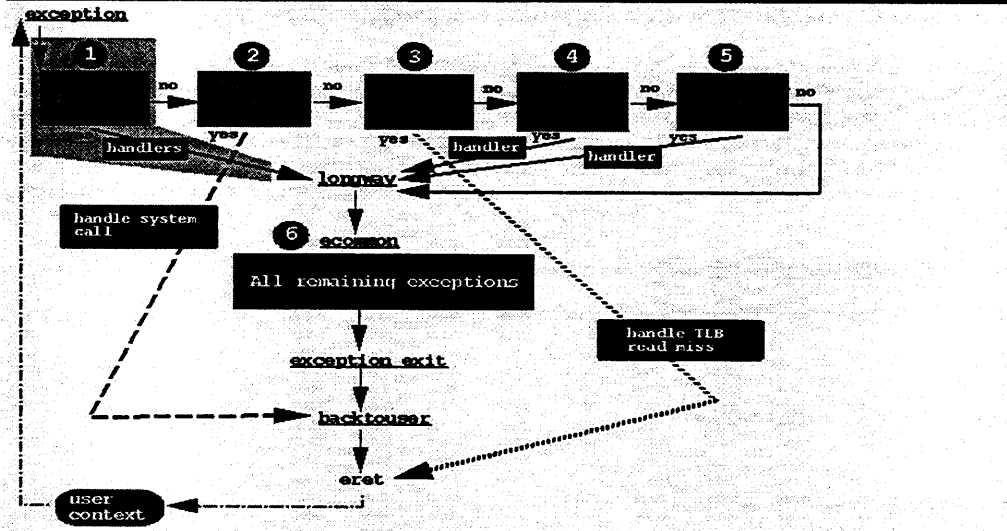 exception
1
2
3
4
5
no
no
no
no
no
yes
yes
yes
yes
handlers
handler
handler
longway
handle system
call
6
ecommon
All remaining exceptions
handle TLB
read miss
exception exit
backtouser
eret
user
context